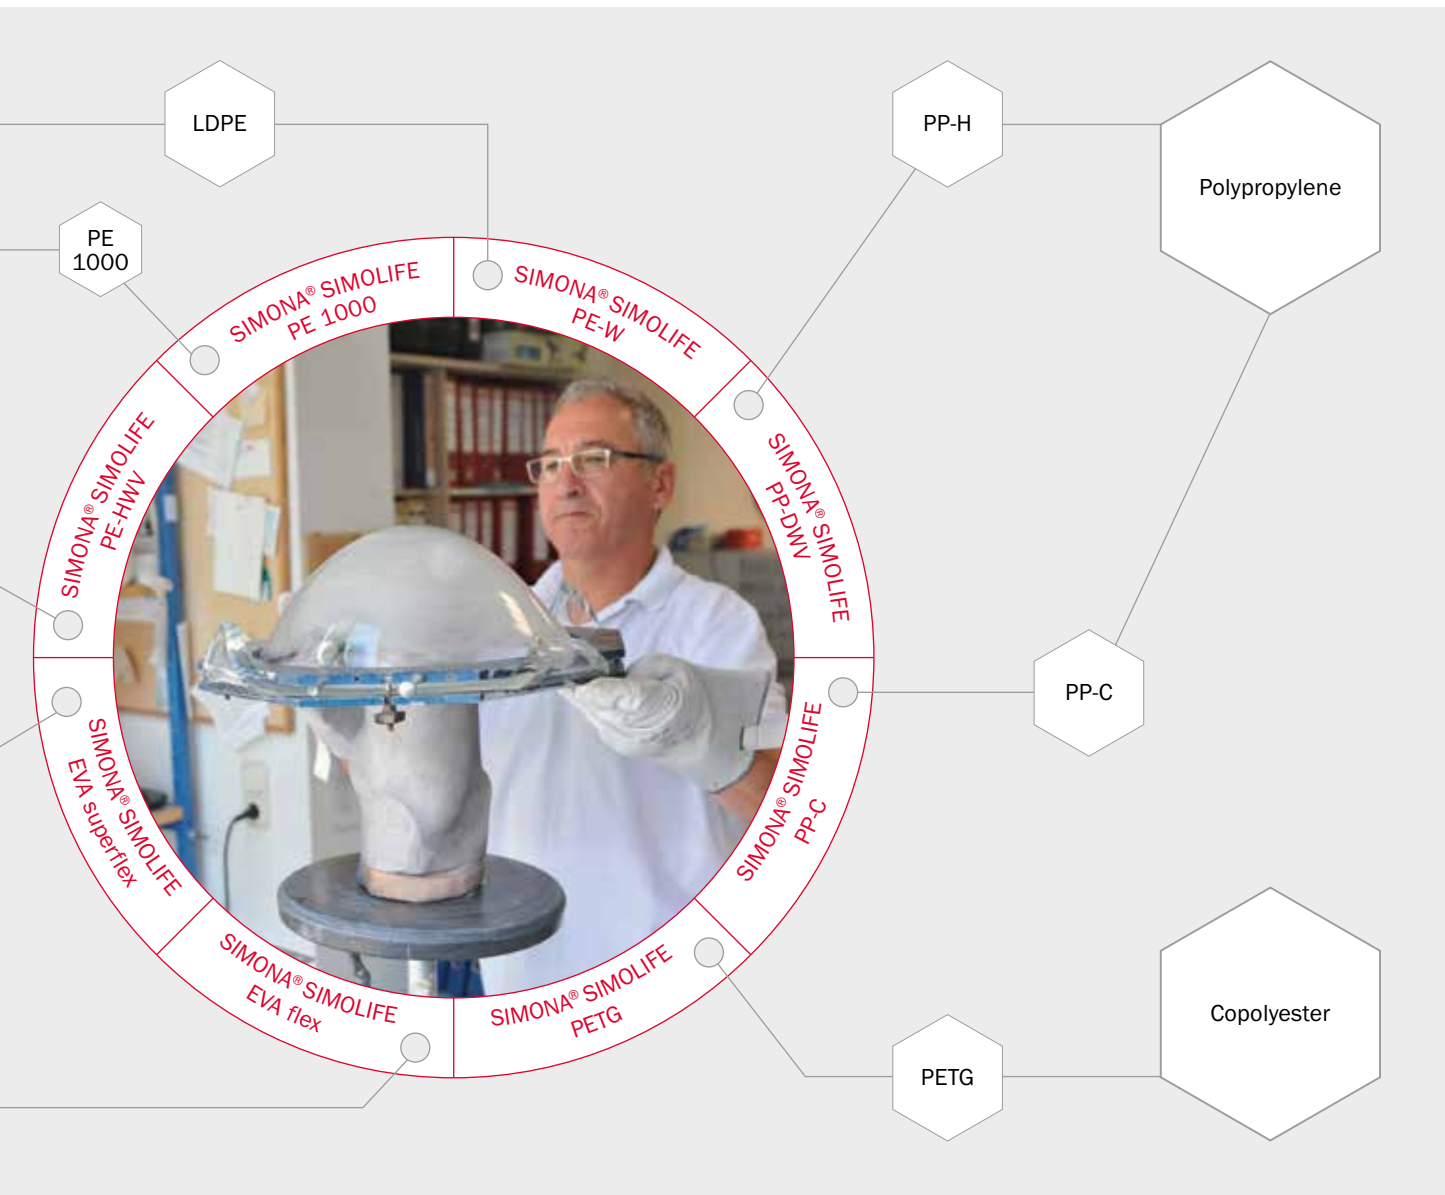 LDPE
PP-H
Polypropylene
PE
1000
SIMONA® SIMOLIFE
PE 1000
SIMONA® SIMOLIFE
PE-W
SIMONA® SIMOLIFE
PE-HWV
SIMONA® SIMOLIFE
PP-DWV
PP-C
SIMONA® SIMOLIFE
PP-C
SIMONA® SIMOLIFE
EVA superflex
SIMONA® SIMOLIFE
EVA flex
SIMONA® SIMOLIFE
PETG
Copolyester
PETG